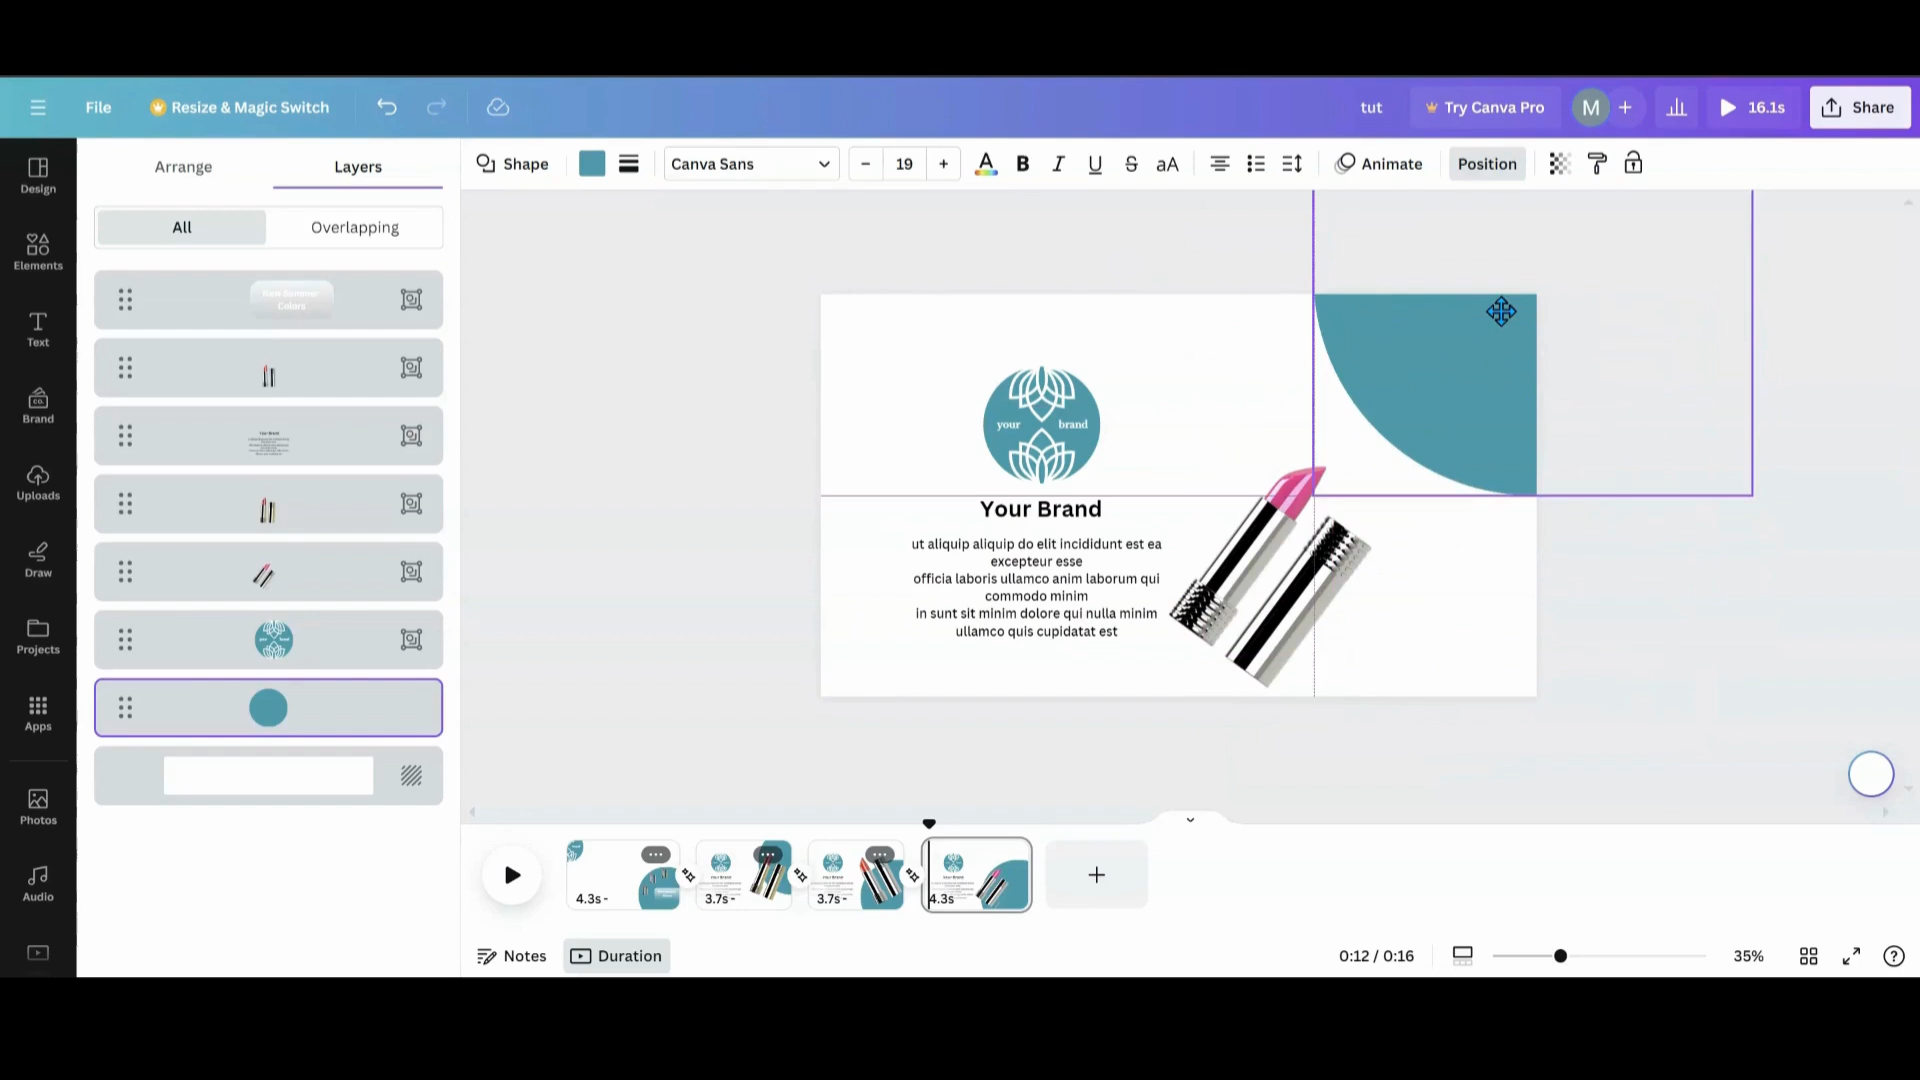 File
Resize & Magic Switch
tut
Try Canva Pro
M
16.1s
Share
Design
Elements
Text
Brand
CO.
Uploads
Draw
Projects
Apps
Photos
Audio
Arrange
Layers
All
Overlapping
Colors
Shape
Canva Sans
19
A
B
I
U
S
aA
Animate
Position
your brand
Your Brand
ut aliquip aliquip do elit incididunt est ea
excepteur esse
officia laboris ullamco anim laborum qui
commodo minim
in sunt sit minim dolore qui nulla minim
ullamco quis cupidatat est
4.3s
3.7s
3.7s
4.3s
Notes
Duration
0:12 / 0:16
35%